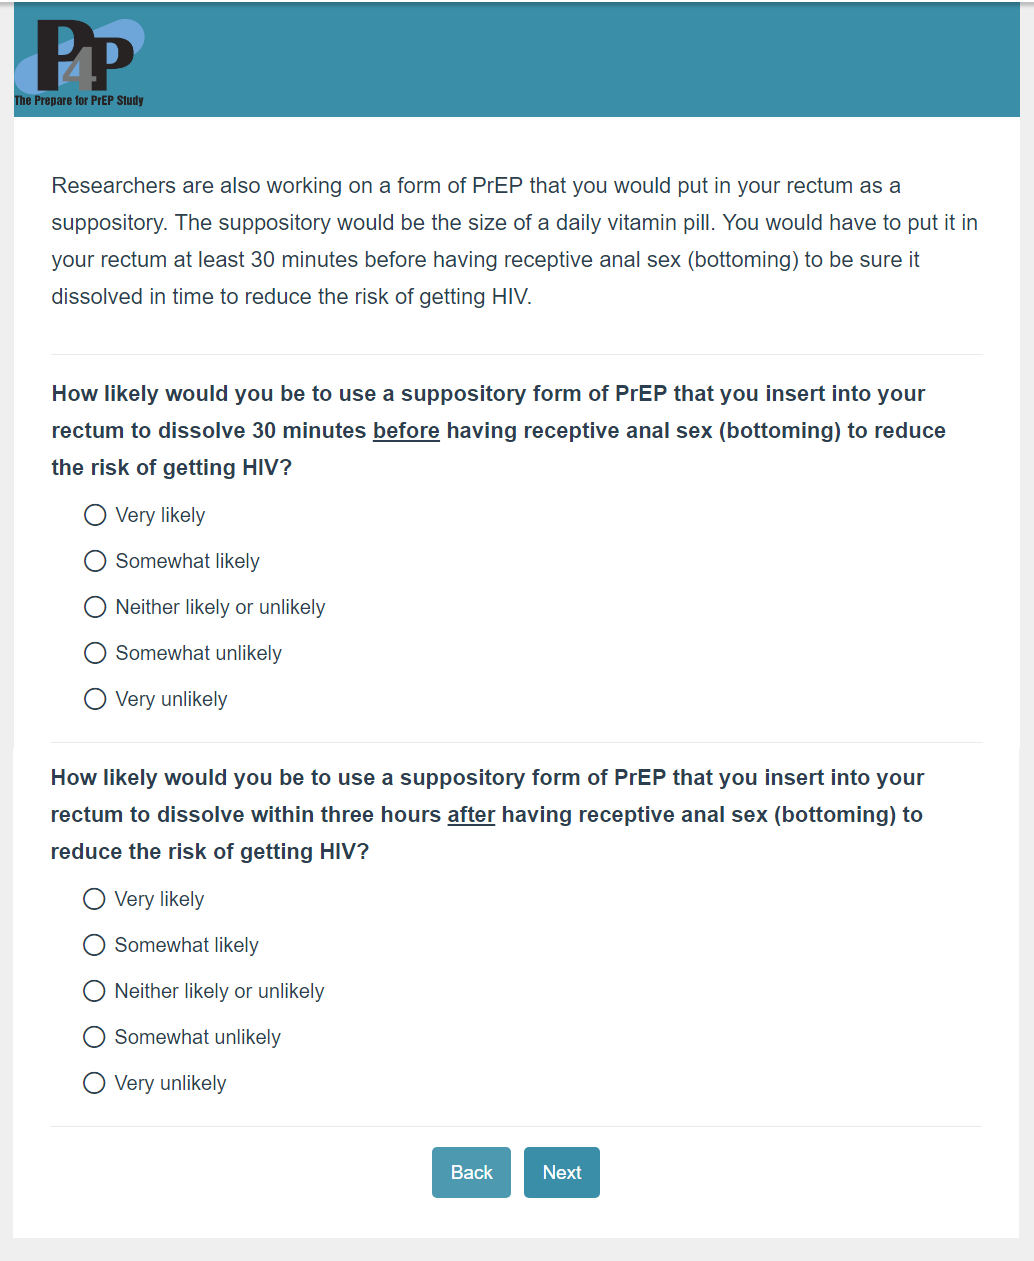 P4P
The Prepare for PrEP Study
Researchers are also working on a form of PrEP that you would put in your rectum as a
suppository. The suppository would be the size of a daily vitamin pill. You would have to put it in
your rectum at least 30 minutes before having receptive anal sex (bottoming) to be sure it
dissolved in time to reduce the risk of getting HIV.
How likely would you be to use a suppository form of PrEP that you insert into your
rectum to dissolve 30 minutes before having receptive anal sex (bottoming) to reduce
the risk of getting HIV?
Very likely
Somewhat likely
Neither likely or unlikely
Somewhat unlikely
Very unlikely
How likely would you be to use a suppository form of PrEP that you insert into your
rectum to dissolve within three hours after having receptive anal sex (bottoming) to
reduce the risk of getting HIV?
Very likely
Somewhat likely
Neither likely or unlikely
Somewhat unlikely
Very unlikely
Back Next